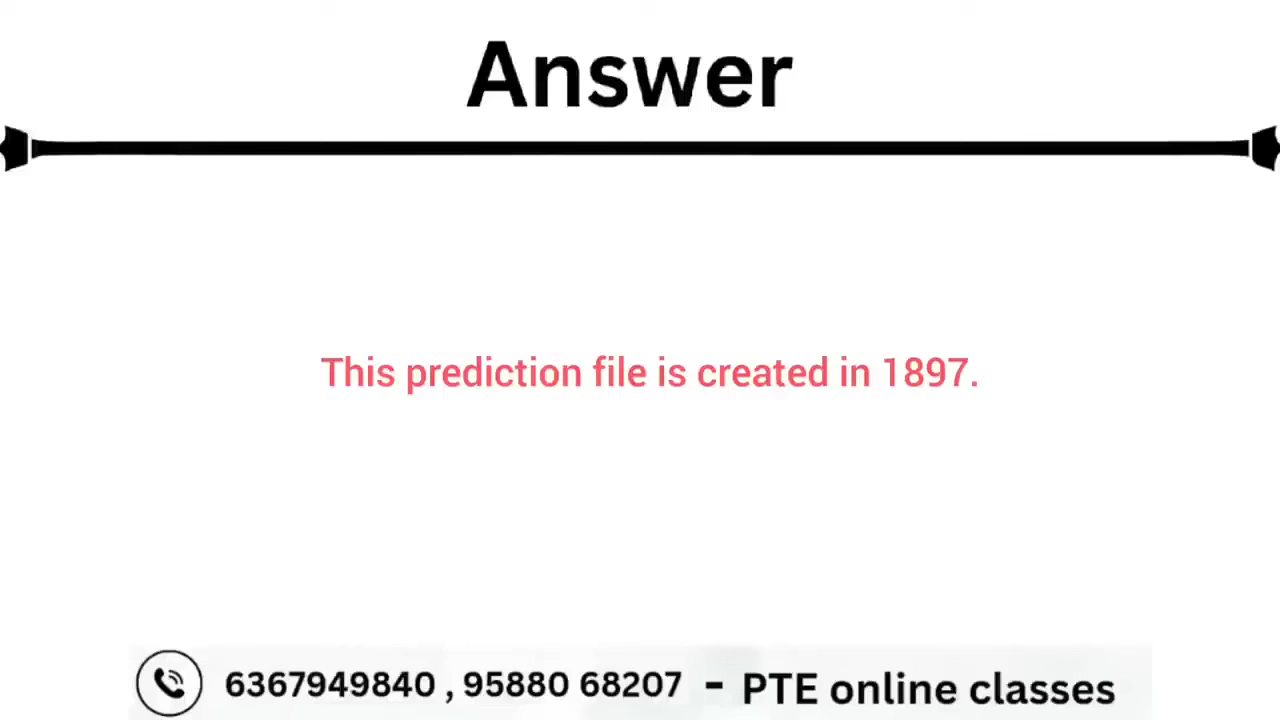 Answer
This prediction file is created in 1897.
6367949840 , 95880 68207 - PTE online classes